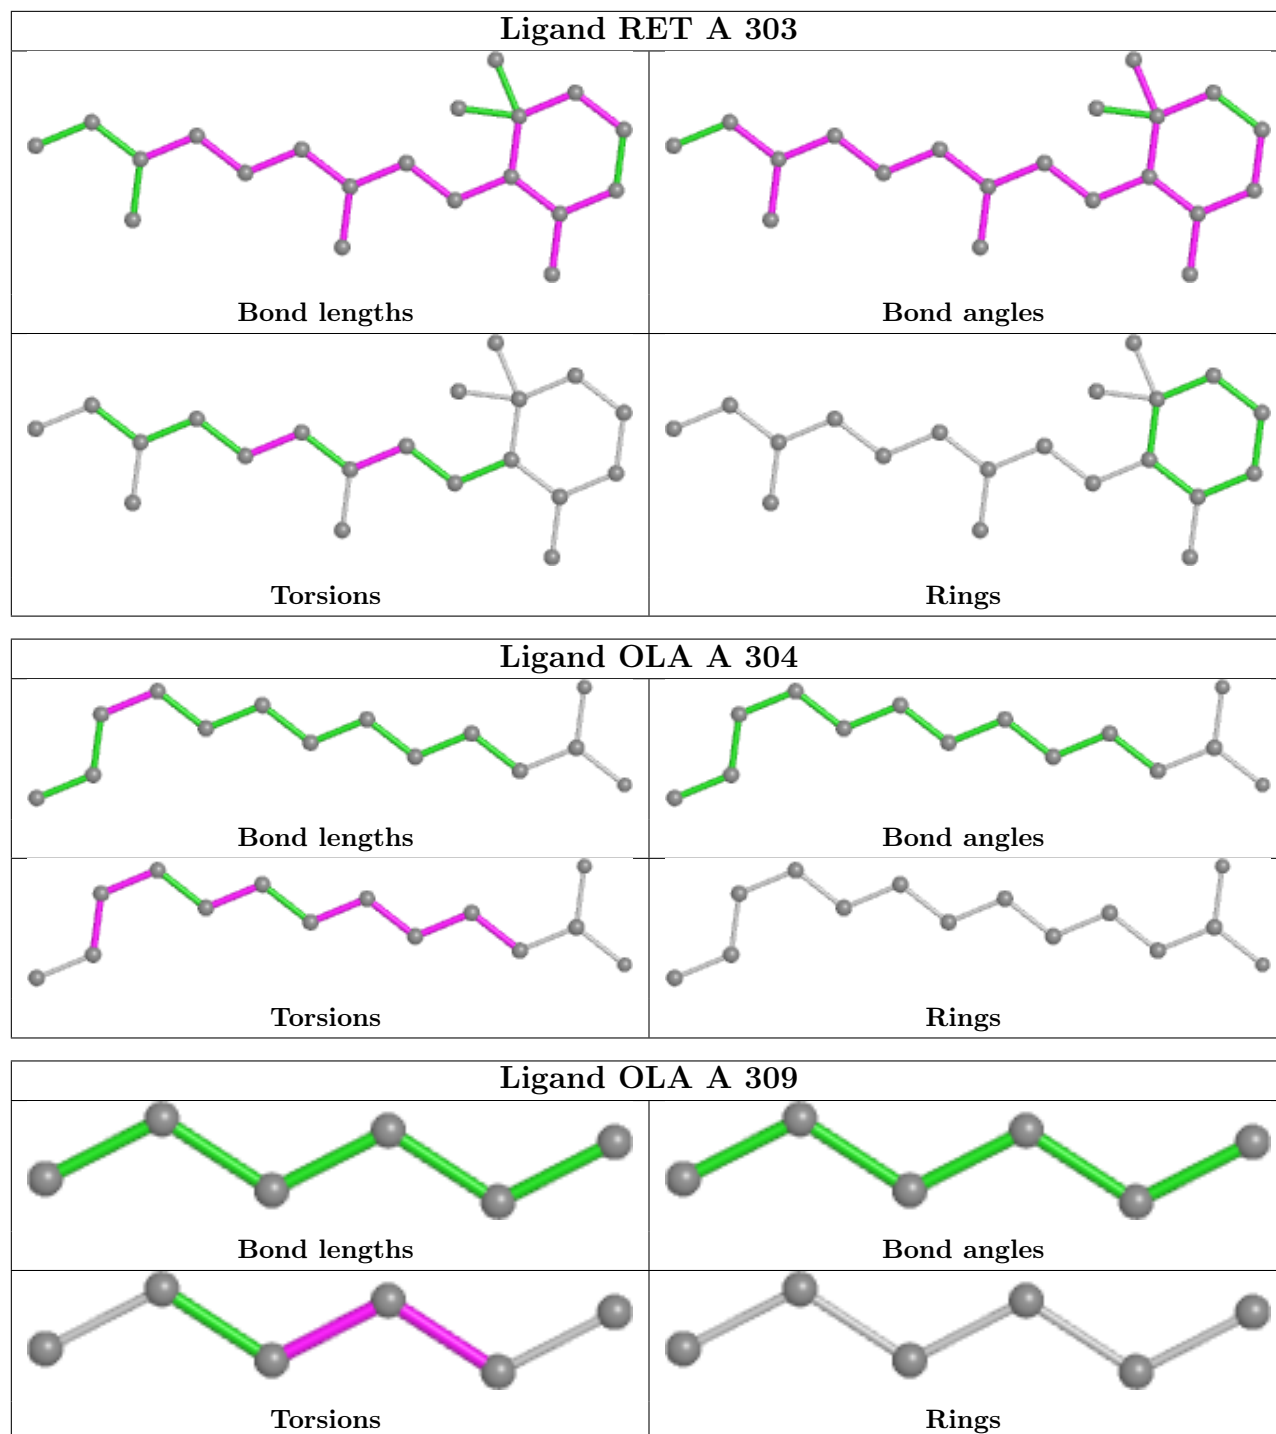 Ligand RET A 303
Bond lengths
Bond angles
Torsions
Rings
Ligand OLA A 304
Bond lengths
Bond angles
Torsions
Rings
Ligand OLA A 309
Bond lengths
Bond angles
Torsions
Rings